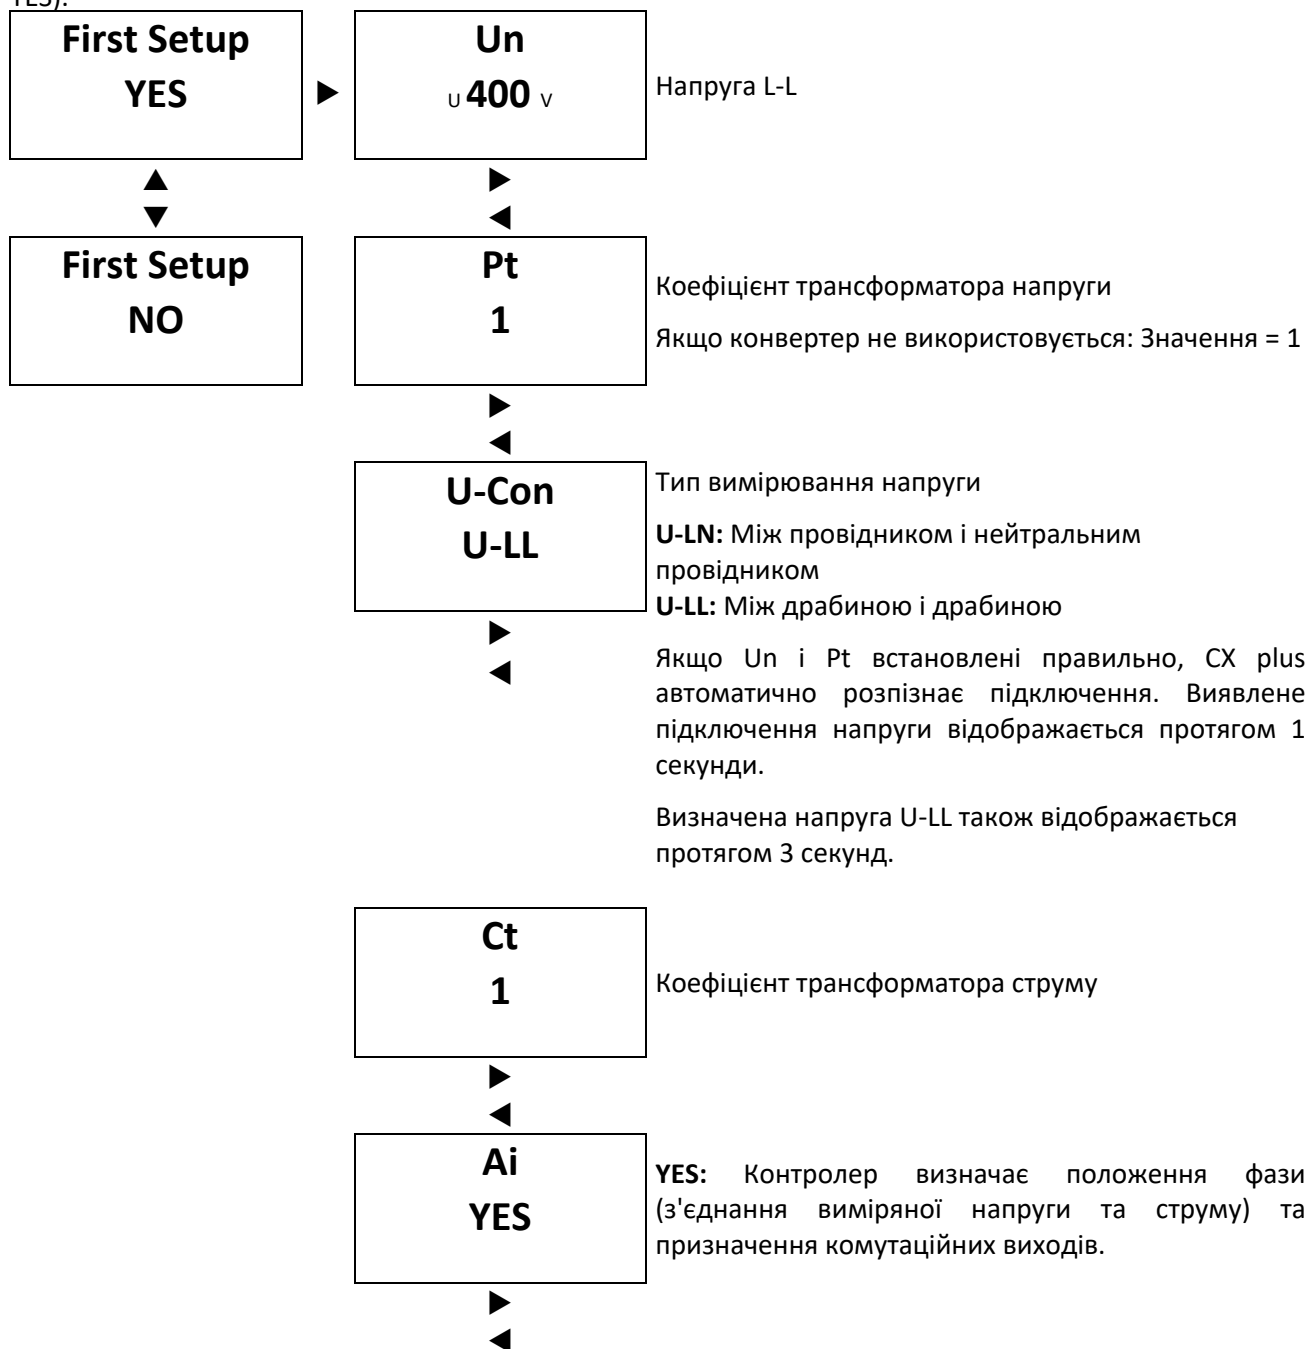 YES).
First Setup
YES
Un
U 400 V
Напруга L-L
First Setup
NO
Pt
1
Коефіцієнт трансформатора напруги
Якщо конвертер не використовується: Значення = 1
U-Con
U-LL
Тип вимірювання напруги
U-LN: Між провідником і нейтральним
провідником
U-LL: Між драбиною і драбиною
Якщо Un і Pt встановлені правильно, CX plus
автоматично розпізнає підключення. Виявлене
підключення напруги відображається протягом 1
секунди.
Визначена напруга U-LL також відображається
протягом 3 секунд.
Ct
1
Коефіцієнт трансформатора струму
Ai
YES
YES: Контролер визначає положення фази
(з'єднання виміряної напруги та струму) та
призначення комутаційних виходів.